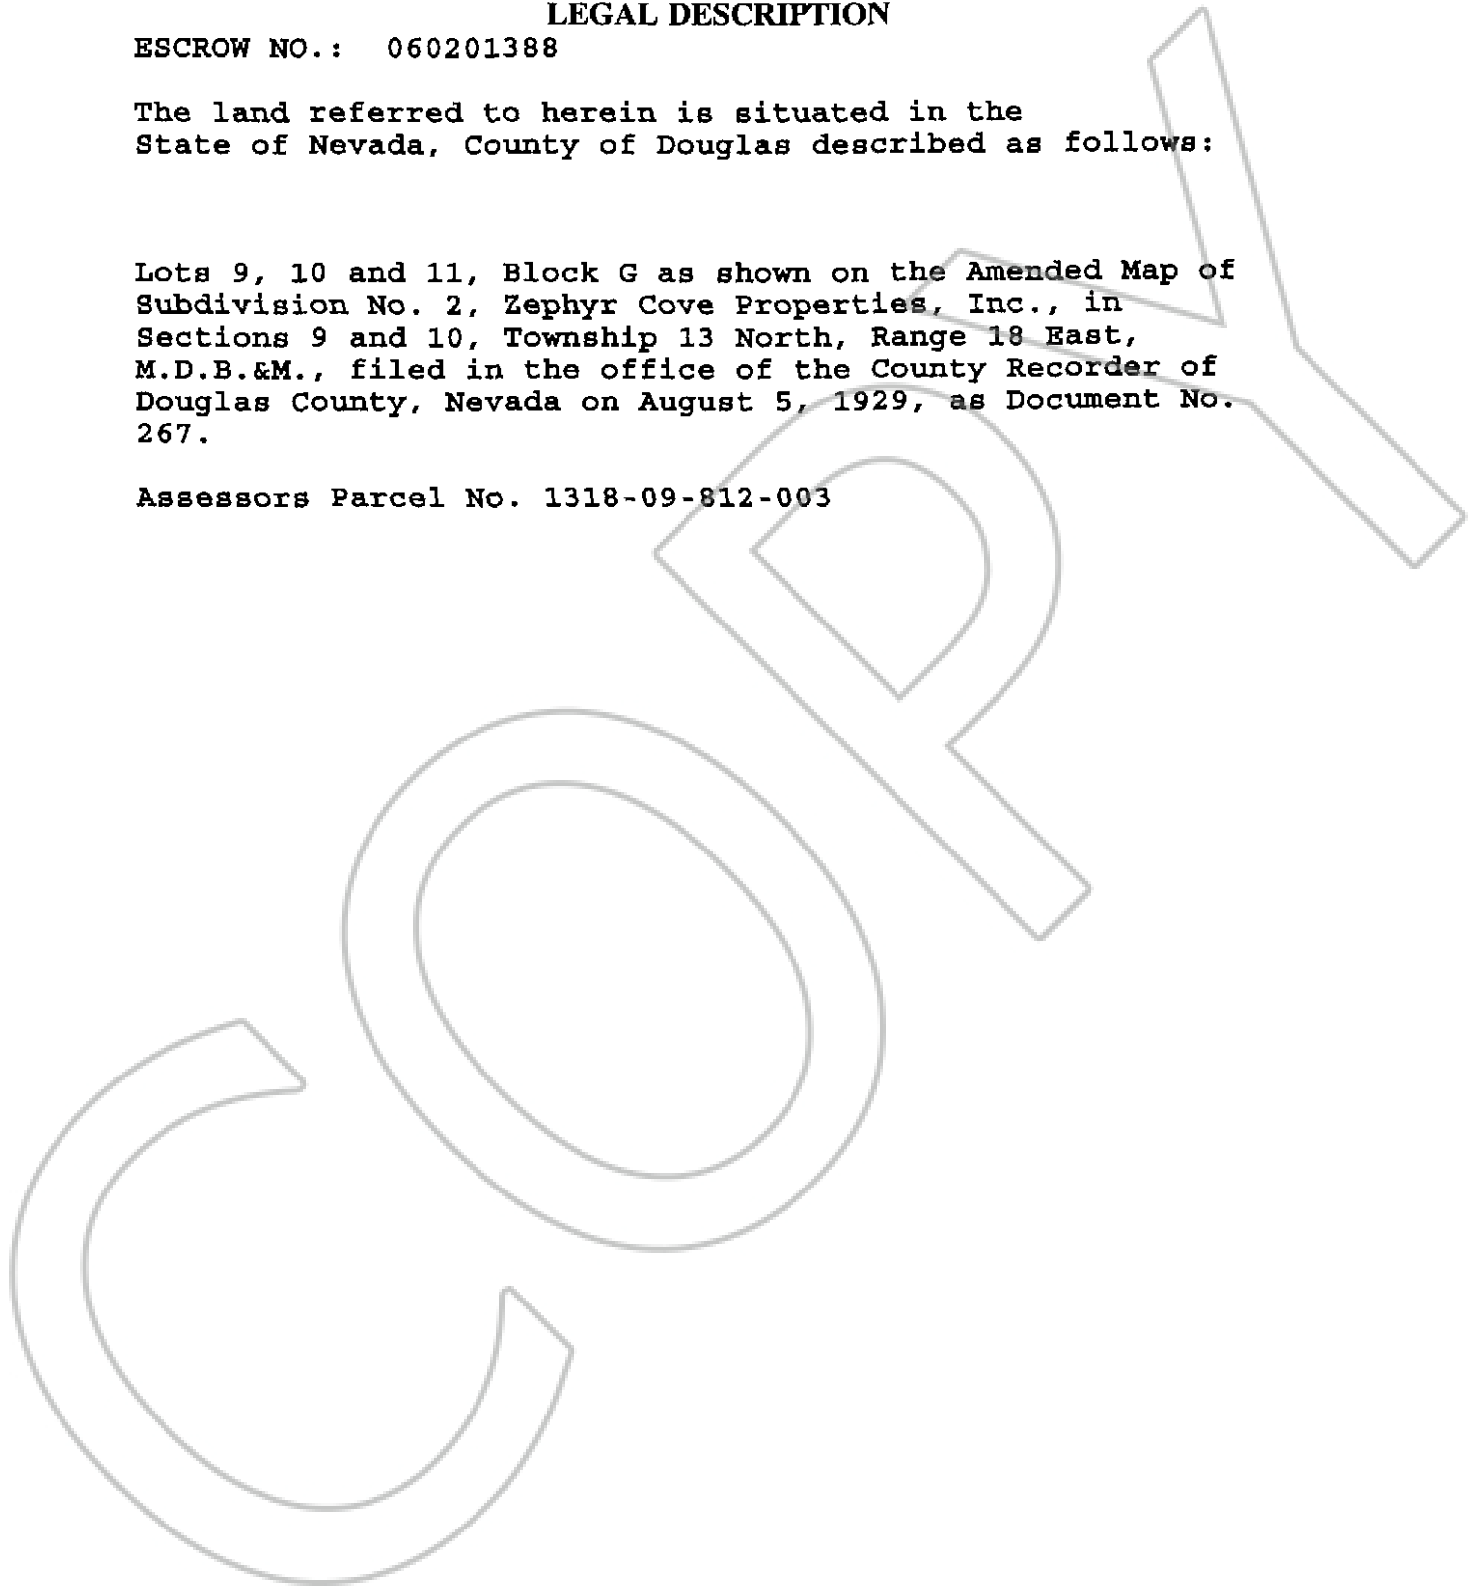 LEGAL DESCRIPTION
ESCROW NO.: 060201388
The land referred to herein is situated in the
State of Nevada, County of Douglas described as follows:
Lots 9, 10 and 11, Block G as shown on the Amended Map of
Subdivision No. 2, Zephyr Cove Properties, Inc., in
Sections 9 and 10, Township 13 North, Range 18 East,
M.D.B.&M., filed in the office of the County Recorder of
Douglas County, Nevada on August 5, 1929, as Document No.
267.
Assessors Parcel No. 1318-09-812-003
COPY